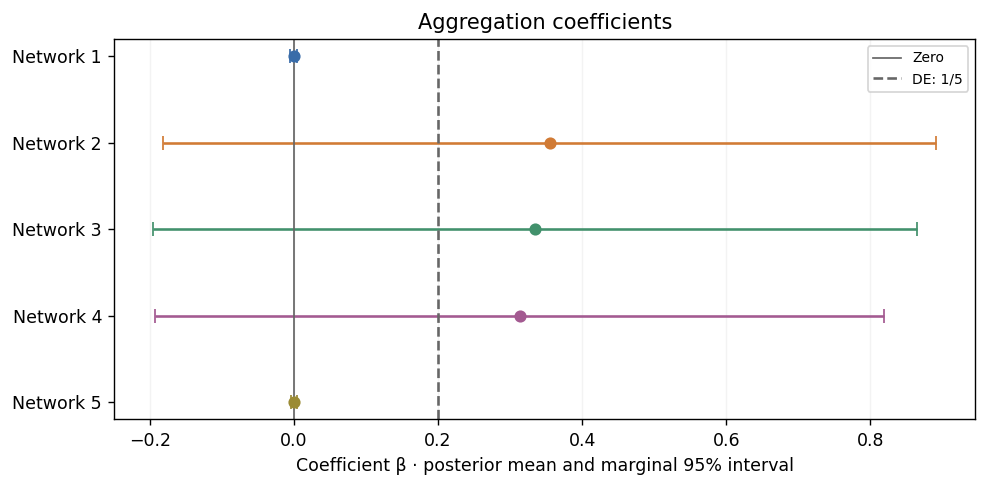 Aggregation coefficients
Network 1
Network 2
Network 3
Network 4
Network 5
Zero
DE: 1/5
−0.2 0.0 0.2 0.4 0.6 0.8
Coefficient β · posterior mean and marginal 95% interval